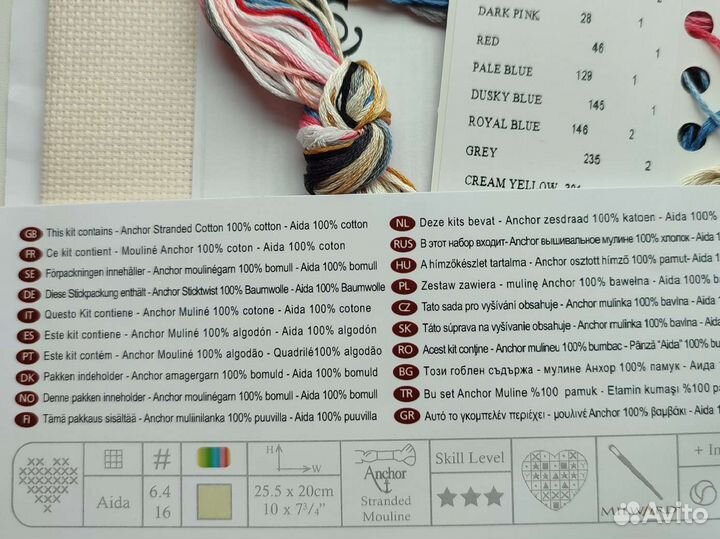 DARK PINK 28 1
RED 46 1
PALE BLUE 129 1
DUSKY BLUE 145 1
ROYAL BLUE 146 2
GREY 235 2
CREAM YELLOW
GB This kit contains - Anchor Stranded Cotton 100% cotton - Aida 100% cotton
FR Ce kit contient - Mouliné Anchor 100% coton - Aida 100% coton
SE Förpackningen innehåller - Anchor moulinégarn 100% bomull - Aida 100% bomull
DE Diese Stickpackung enthält - Anchor Sticktwist 100% Baumwolle - Aida 100% Baumwolle
IT Questo Kit contiene - Anchor Muliné 100% cotone - Aida 100% cotone
ES Este kit contiene - Anchor Mouliné 100% algodón - Aida 100% algodón
PT Este kit contém - Anchor Mouliné 100% algodão - Quadrilé 100% algodão
DK Pakken indeholder - Anchor amagergarn 100% bomuld - Aida 100% bomuld
NO Denne pakken inneholder - Anchor moulinégarn 100% bomull - Aida 100% bomull
FI Tämä pakkaus sisältää - Anchor muliinilanka 100% puuvilla - Aida 100% puuvilla
NL Deze kits bevat - Anchor zesdraad 100% katoen - Aida 100%
RUS В этот набор входит - Anchor вышивальное мулине 100% хлопок - Aida
HU A hímzőkészlet tartalma - Anchor osztott hímző 100% pamut - Aida
PL Zestaw zawiera - mulinę Anchor 100% bawełna - Aida
CZ Tato sada pro vyšívání obsahuje - Anchor mulinka 100% bavlna - Aida
SK Táto súprava na vyšívanie obsahuje - Anchor mulinka 100% bavlna - Aida
RO Acest kit conţine - Anchor mulineu 100% bumbac - Pânză "Aida" 100%
BG Този гоблен съдържа - мулине Анхор 100% памук - Аида
TR Bu set Anchor Muline %100 pamuk - Etamin kumaşi %100
GR Αυτό το γκομπλέν περιέχει - μουλινέ Anchor 100% βαμβάκι - Aida
# H W Anchor Skill Level
Aida 6.4 16 25.5 x 20cm 10 x 7¾" Stranded Mouline MILWARD
Avito